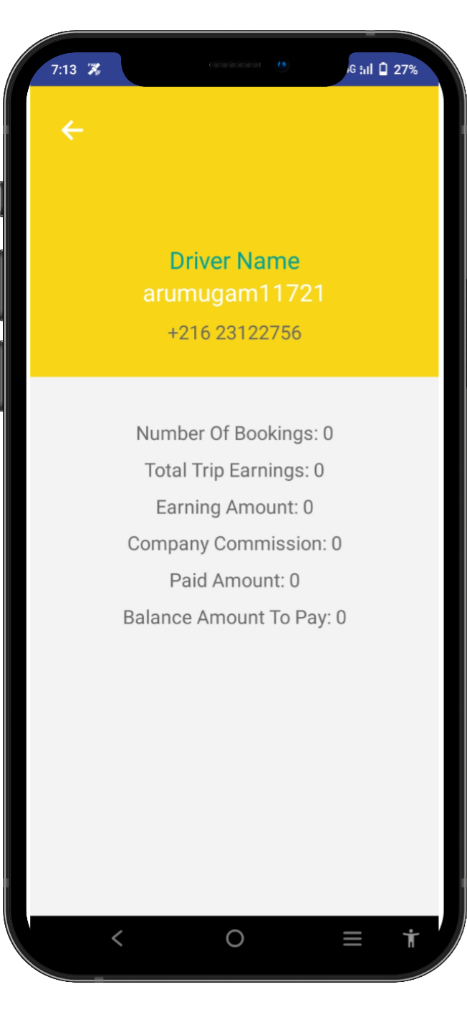 7:13
27%
Driver Name
arumugam11721
+216 23122756
Number Of Bookings: 0
Total Trip Earnings: 0
Earning Amount: 0
Company Commission: 0
Paid Amount: 0
Balance Amount To Pay: 0